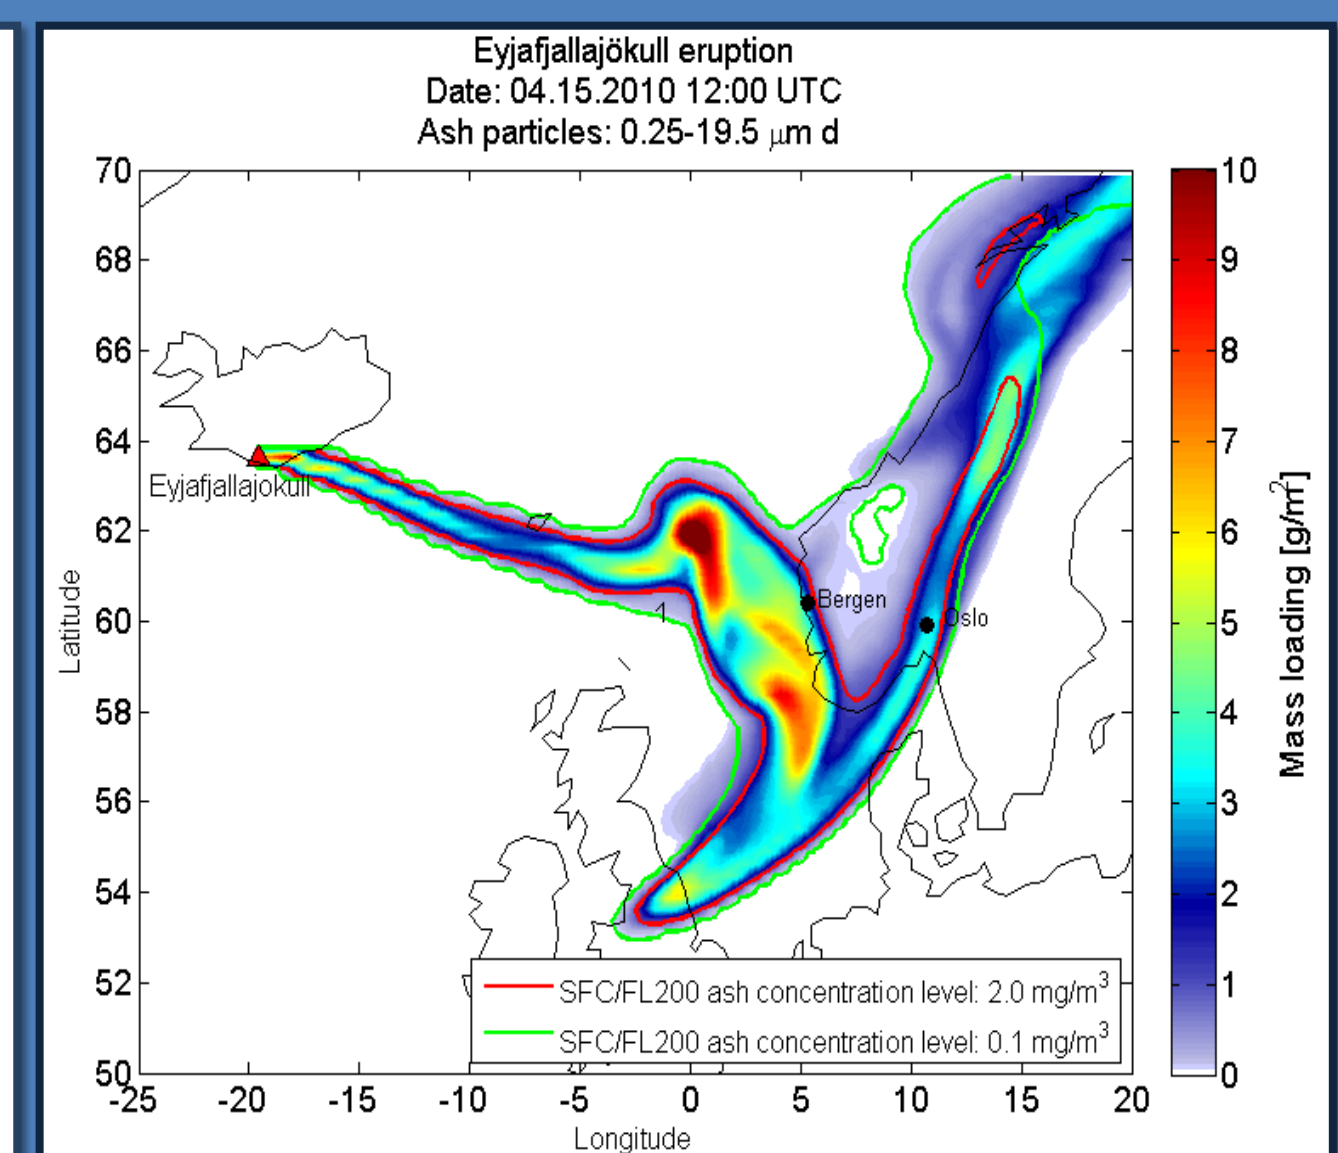 Eyjafjallajökull eruption
Date: 04.15.2010 12:00 UTC
Ash particles: 0.25-19.5 μm d
70
68
66
64
62
60
58
56
54
52
50
Latitude
Eyjafjallajokull
1
Bergen
Oslo
SFC/FL200 ash concentration level: 2.0 mg/m³
SFC/FL200 ash concentration level: 0.1 mg/m³
-25 -20 -15 -10 -5 0 5 10 15 20
Longitude
10
9
8
7
6
5
4
3
2
1
0
Mass loading [g/m²]